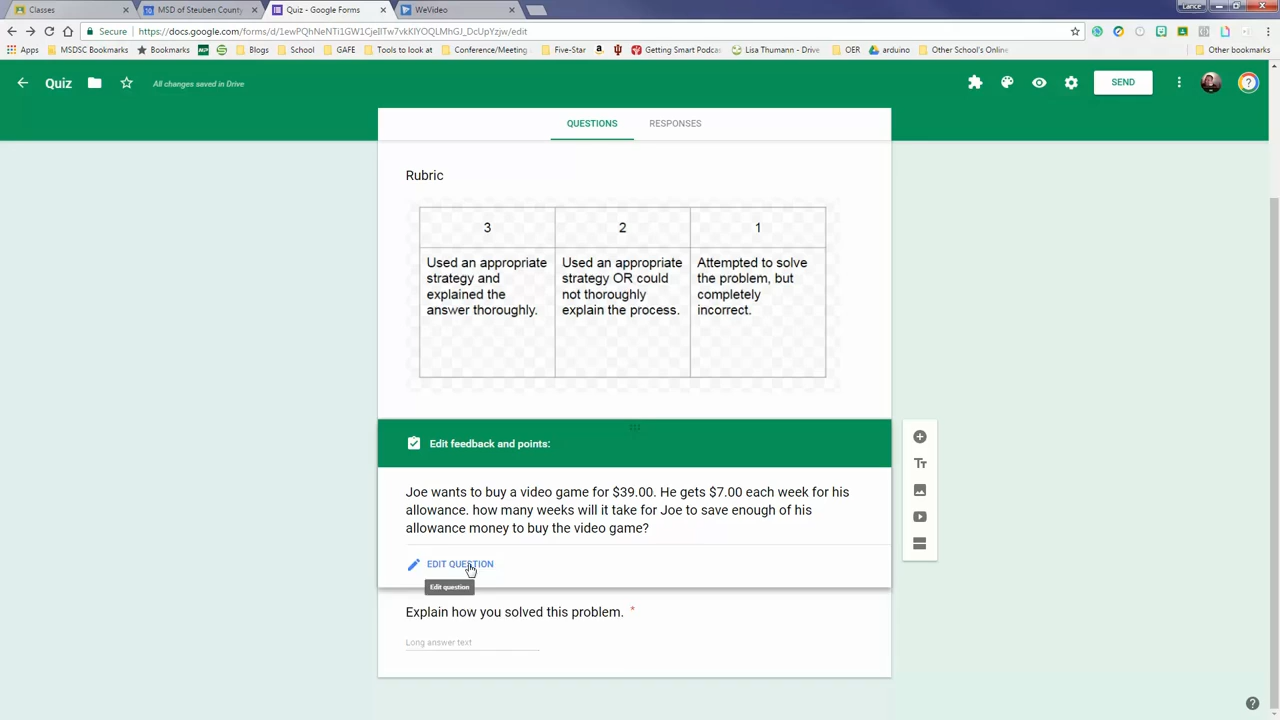 Classes
MSD of Steuben County
Quiz - Google Forms
WeVideo
Lance
Secure
https://docs.google.com/forms/d/1ewPQhNeNTi1GW1CjeIlTw7vkKlYOQLMhGJ_DcUpYzjw/edit
Apps
MSDSC Bookmarks
Bookmarks
Blogs
School
GAFE
Tools to look at
Conference/Meeting
Five-Star
Getting Smart Podca
Lisa Thumann - Drive
OER
arduino
Other School's Onlin
Other bookmarks
Quiz
All changes saved in Drive
SEND
QUESTIONS
RESPONSES
Rubric
3
2
1
Used an appropriate
strategy and
explained the
answer thoroughly.
Used an appropriate
strategy OR could
not thoroughly
explain the process.
Attempted to solve
the problem, but
completely
incorrect.
Edit feedback and points:
Joe wants to buy a video game for $39.00. He gets $7.00 each week for his
allowance. how many weeks will it take for Joe to save enough of his
allowance money to buy the video game?
EDIT QUESTION
Edit question
Explain how you solved this problem. *
Long answer text